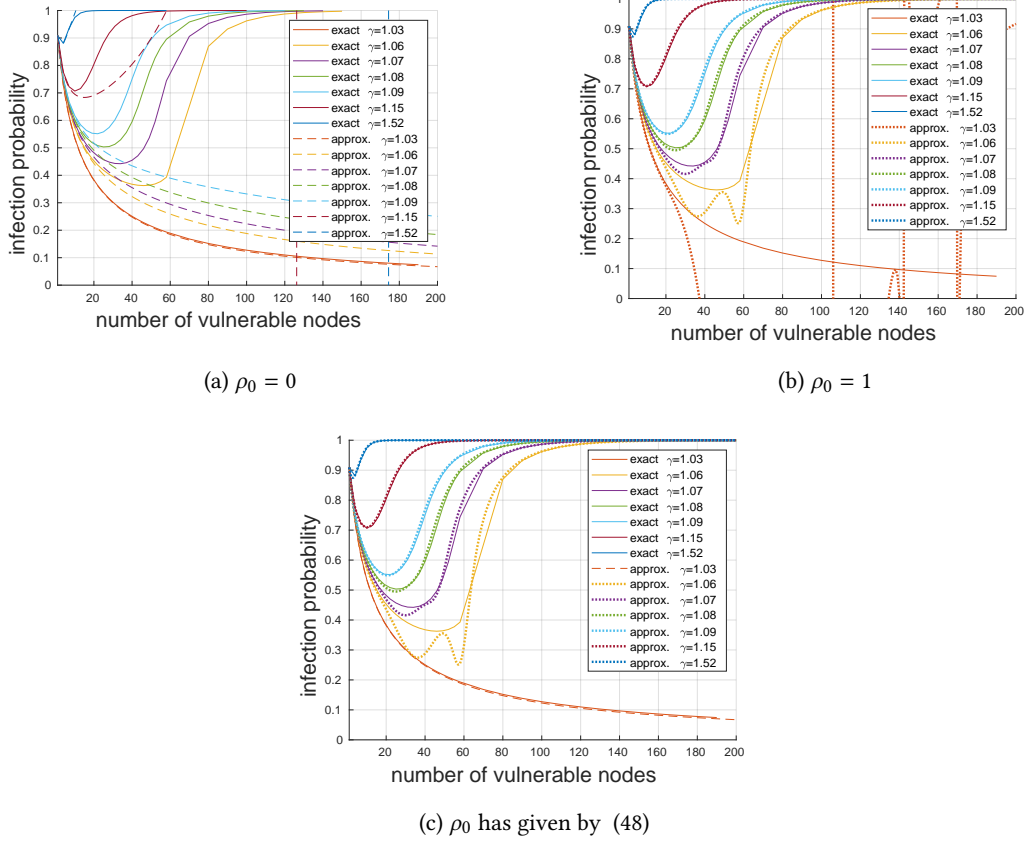 1
0.9
0.8
0.7
0.6
0.5
0.4
0.3
0.2
0.1
0
infection probability
20 40 60 80 100 120 140 160 180 200
number of vulnerable nodes
exact γ=1.03
exact γ=1.06
exact γ=1.07
exact γ=1.08
exact γ=1.09
exact γ=1.15
exact γ=1.52
approx. γ=1.03
approx. γ=1.06
approx. γ=1.07
approx. γ=1.08
approx. γ=1.09
approx. γ=1.15
approx. γ=1.52
(a) ρ0 = 0
1
0.9
0.8
0.7
0.6
0.5
0.4
0.3
0.2
0.1
0
infection probability
20 40 60 80 100 120 140 160 180 200
number of vulnerable nodes
exact γ=1.03
exact γ=1.06
exact γ=1.07
exact γ=1.08
exact γ=1.09
exact γ=1.15
exact γ=1.52
approx. γ=1.03
approx. γ=1.06
approx. γ=1.07
approx. γ=1.08
approx. γ=1.09
approx. γ=1.15
approx. γ=1.52
(b) ρ0 = 1
1
0.9
0.8
0.7
0.6
0.5
0.4
0.3
0.2
0.1
0
infection probability
20 40 60 80 100 120 140 160 180 200
number of vulnerable nodes
exact γ=1.03
exact γ=1.06
exact γ=1.07
exact γ=1.08
exact γ=1.09
exact γ=1.15
exact γ=1.52
approx. γ=1.03
approx. γ=1.06
approx. γ=1.07
approx. γ=1.08
approx. γ=1.09
approx. γ=1.15
approx. γ=1.52
(c) ρ0 has given by (48)